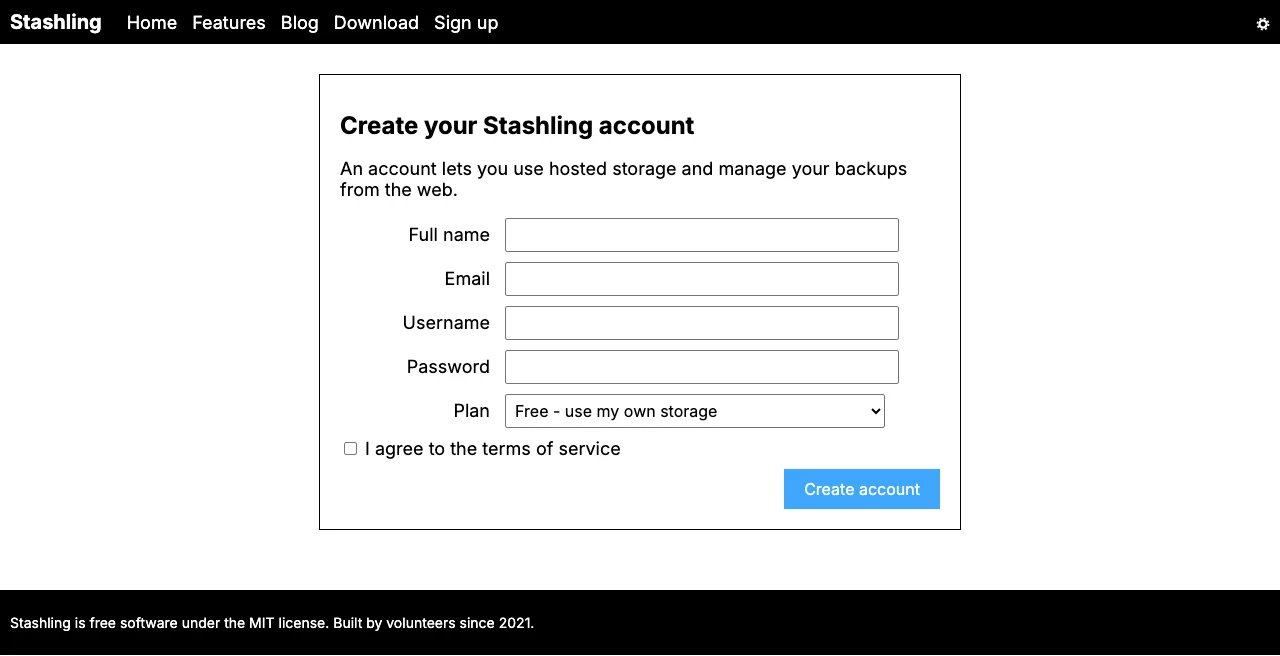 Stashling Home Features Blog Download Sign up
Create your Stashling account
An account lets you use hosted storage and manage your backups
from the web.
Full name
Email
Username
Password
Plan Free - use my own storage
I agree to the terms of service
Create account
Stashling is free software under the MIT license. Built by volunteers since 2021.